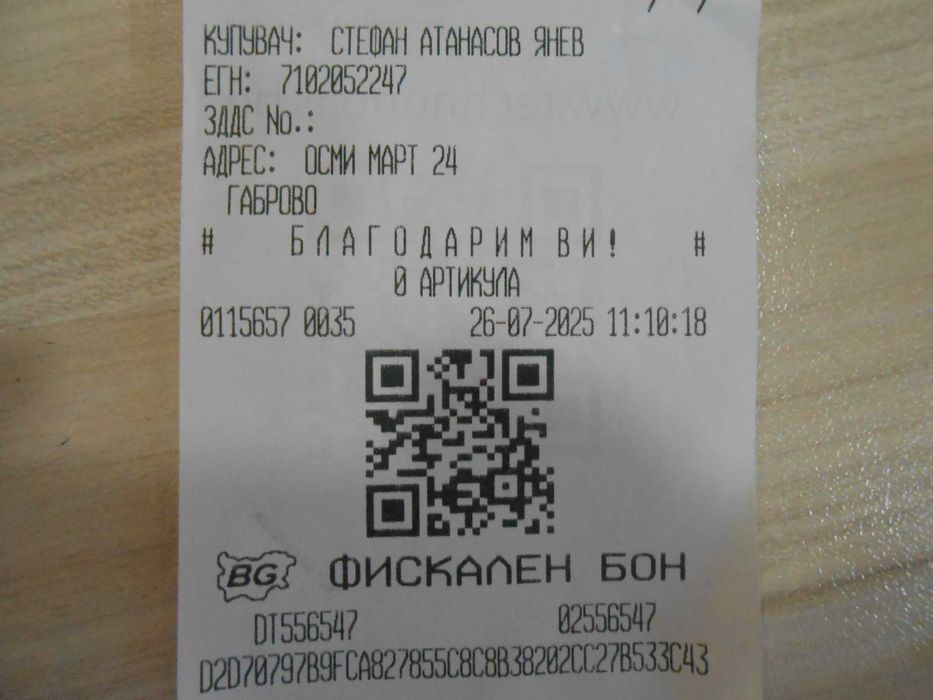 КУПУВАЧ: СТЕФАН АТАНАСОВ ЯНЕВ
ЕГН: 7102052247
ЗДДС No.:
АДРЕС: ОСМИ МАРТ 24
ГАБРОВО
# БЛАГОДАРИМ ВИ! #
0 АРТИКУЛА
0115657 0035 26-07-2025 11:10:18
BG ФИСКАЛЕН БОН
DT556547 02556547
D2D70797B9FCA827855C8C8B38202CC27B533C43